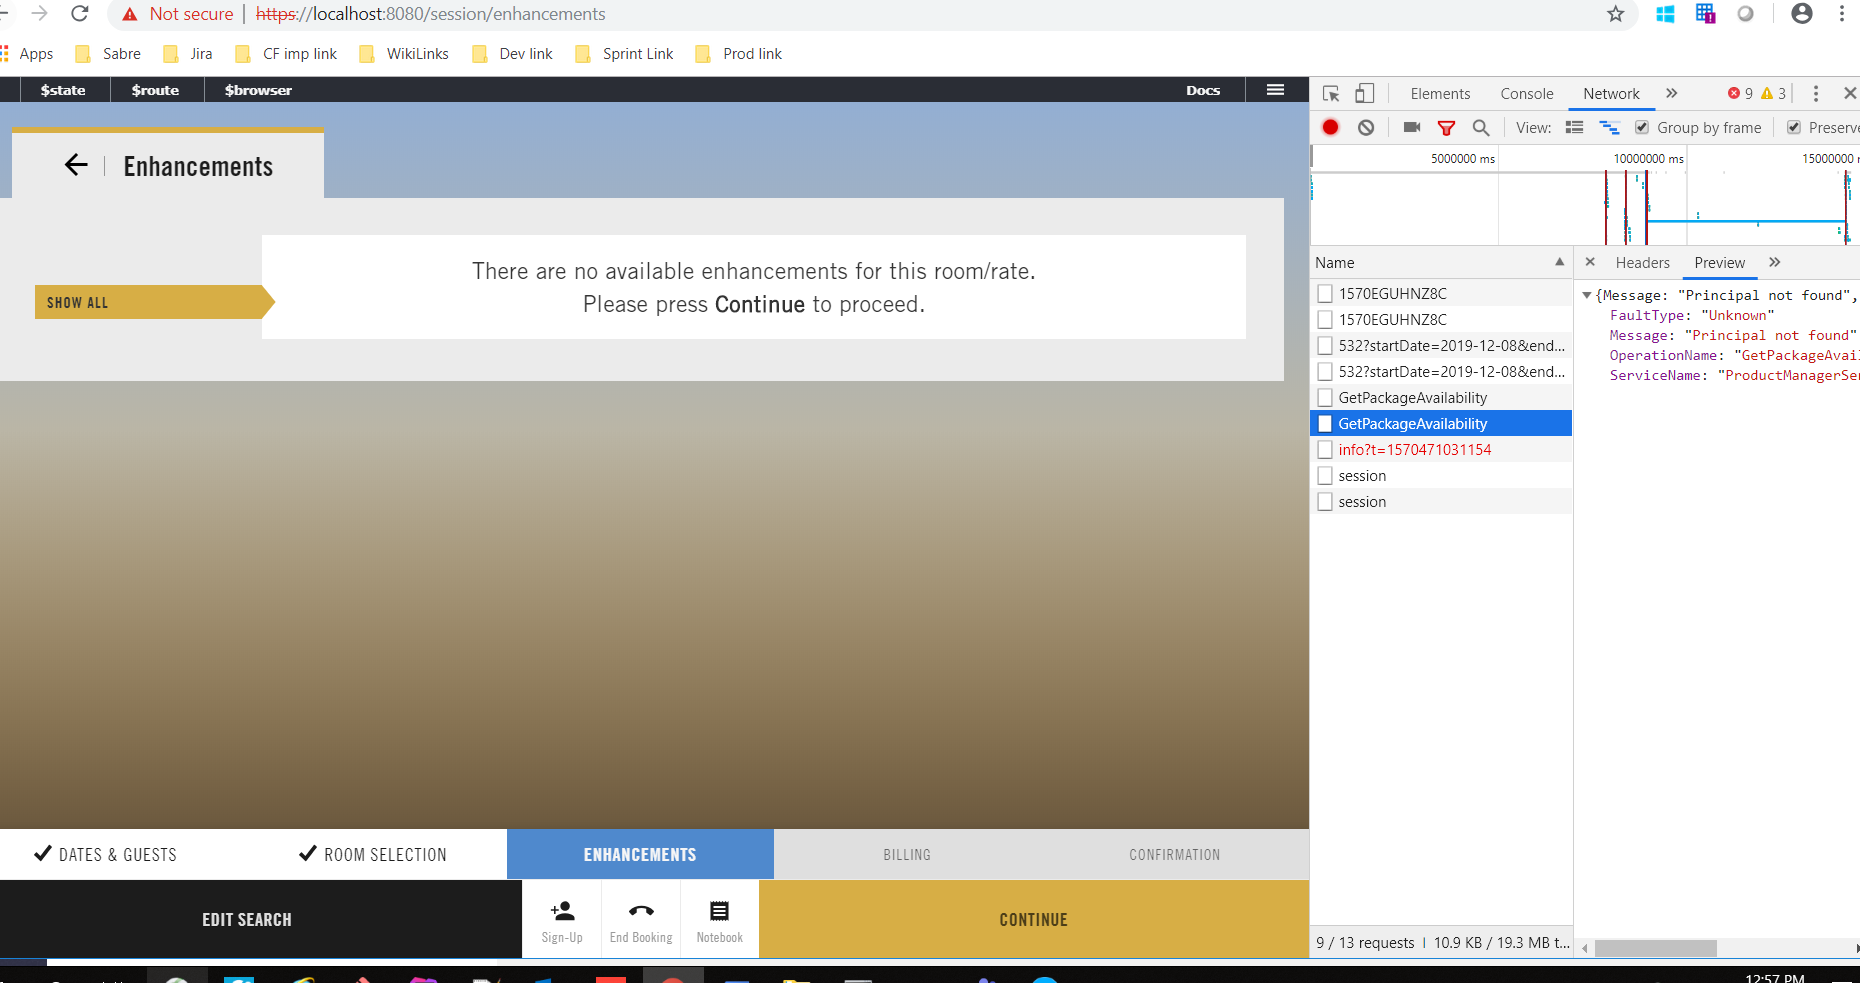 Not secure | https://localhost:8080/session/enhancements
Apps Sabre Jira CF imp link WikiLinks Dev link Sprint Link Prod link
$state $route $browser Docs
Enhancements
SHOW ALL
There are no available enhancements for this room/rate.
Please press Continue to proceed.
DATES & GUESTS ROOM SELECTION ENHANCEMENTS BILLING CONFIRMATION
EDIT SEARCH Sign-Up End Booking Notebook CONTINUE
Elements Console Network 9 3
View: Group by frame Preserve
5000000 ms 10000000 ms 15000000
Name
1570EGUHNZ8C
1570EGUHNZ8C
532?startDate=2019-12-08&end...
532?startDate=2019-12-08&end...
GetPackageAvailability
GetPackageAvailability
info?t=1570471031154
session
session
9 / 13 requests | 10.9 KB / 19.3 MB t...
Headers Preview
{Message: "Principal not found",
FaultType: "Unknown"
Message: "Principal not found"
OperationName: "GetPackageAvail
ServiceName: "ProductManagerSer
12:57 PM